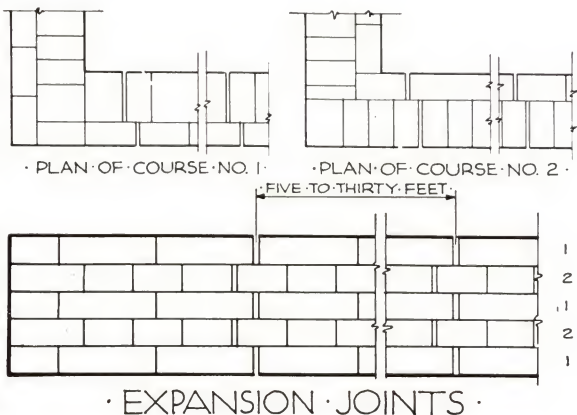 · PLAN · OF · COURSE · NO. 1 ·
· PLAN · OF · COURSE · NO. 2 ·
· FIVE · TO · THIRTY · FEET ·
1
2
1
2
1
· EXPANSION · JOINTS ·